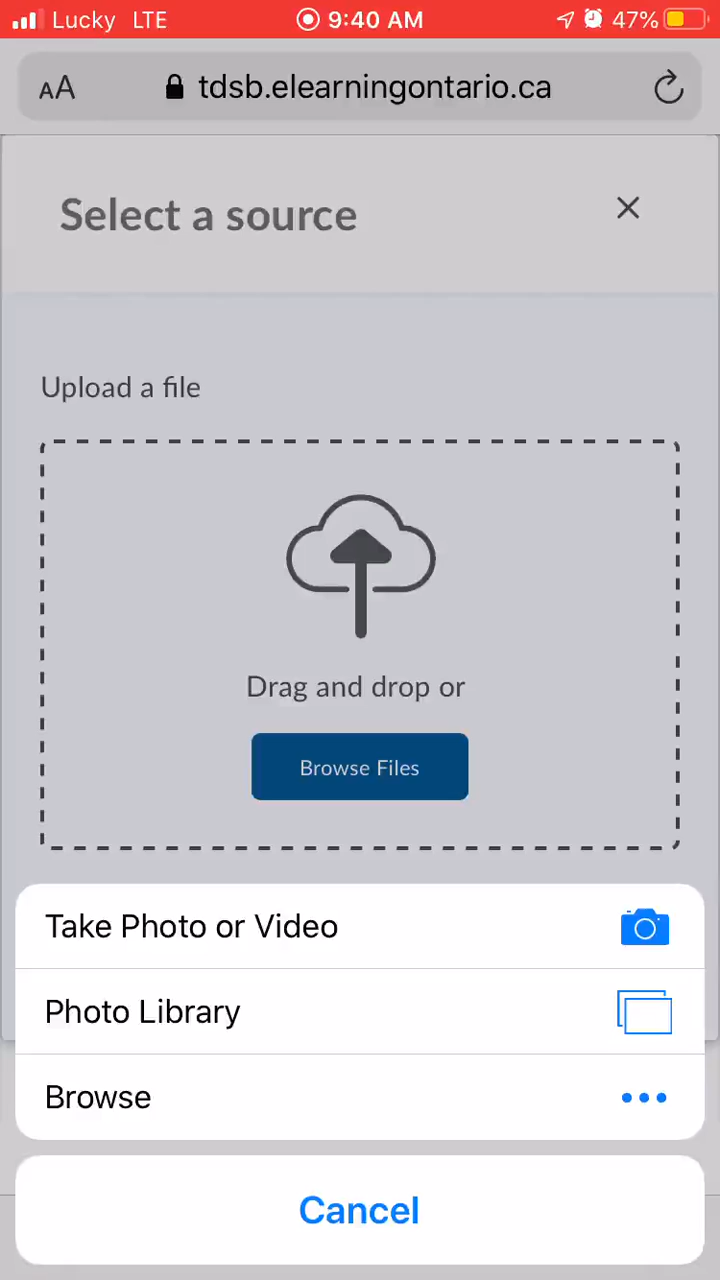 Lucky LTE 9:40 AM 47%
AA tdsb.elearningontario.ca
Select a source
Upload a file
Drag and drop or
Browse Files
Take Photo or Video
Photo Library
Browse
Cancel